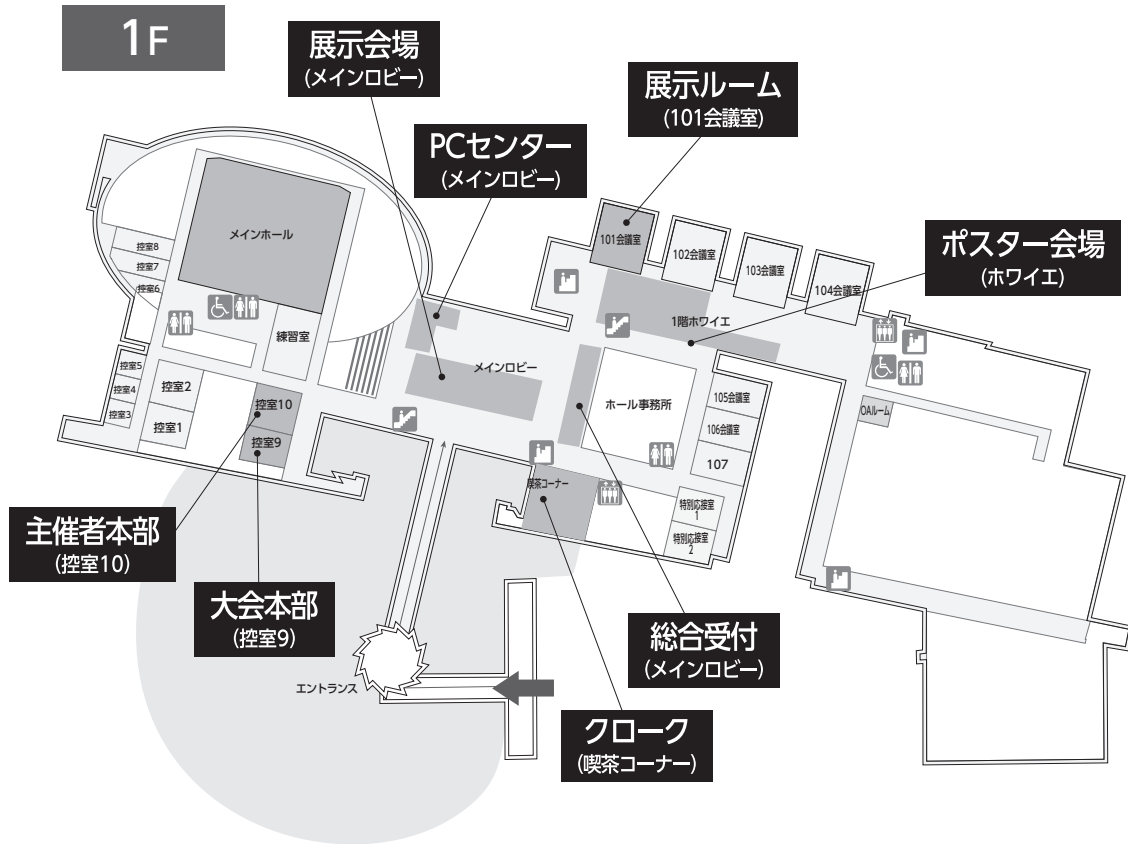 1F
展示会場
(メインロビー)
展示ルーム
(101会議室)
PCセンター
(メインロビー)
ポスター会場
(ホワイエ)
メインホール
控室8
控室7
控室6
練習室
控室5
控室4
控室3
控室2
控室1
控室10
控室9
メインロビー
101会議室
102会議室
103会議室
104会議室
1階ホワイエ
ホール事務所
105会議室
106会議室
107
OAルーム
喫茶コーナー
特別応接室
1
特別応接室
2
主催者本部
(控室10)
大会本部
(控室9)
総合受付
(メインロビー)
エントランス
クローク
(喫茶コーナー)